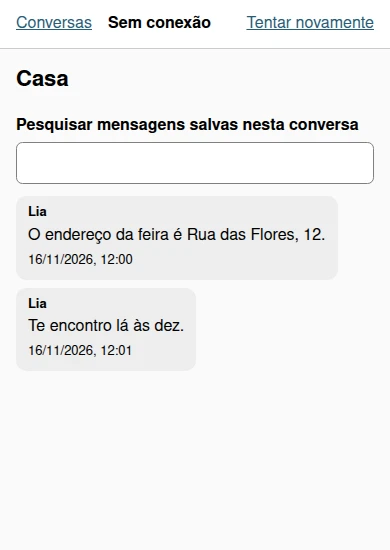 Conversas Sem conexão Tentar novamente
Casa
Pesquisar mensagens salvas nesta conversa
Lia
O endereço da feira é Rua das Flores, 12.
16/11/2026, 12:00
Lia
Te encontro lá às dez.
16/11/2026, 12:01